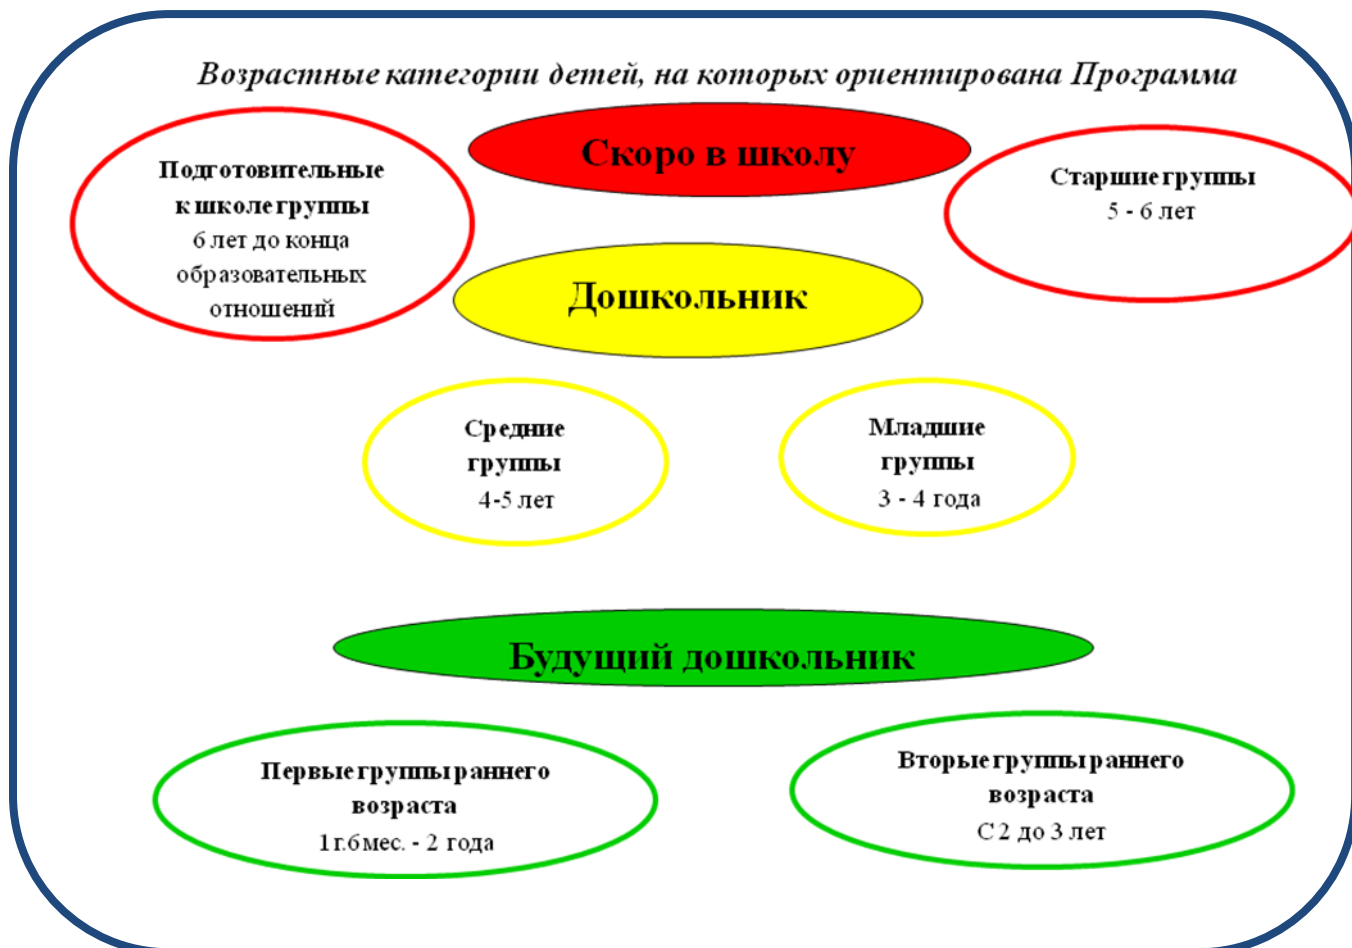 Возрастные категории детей, на которых ориентирована Программа
Скоро в школу
Подготовительные
к школе группы
6 лет до конца
образовательных
отношений
Старшие группы
5 - 6 лет
Дошкольник
Средние
группы
4-5 лет
Младшие
группы
3 - 4 года
Будущий дошкольник
Первые группы раннего
возраста
1г.6мес. - 2 года
Вторые группы раннего
возраста
С 2 до 3 лет